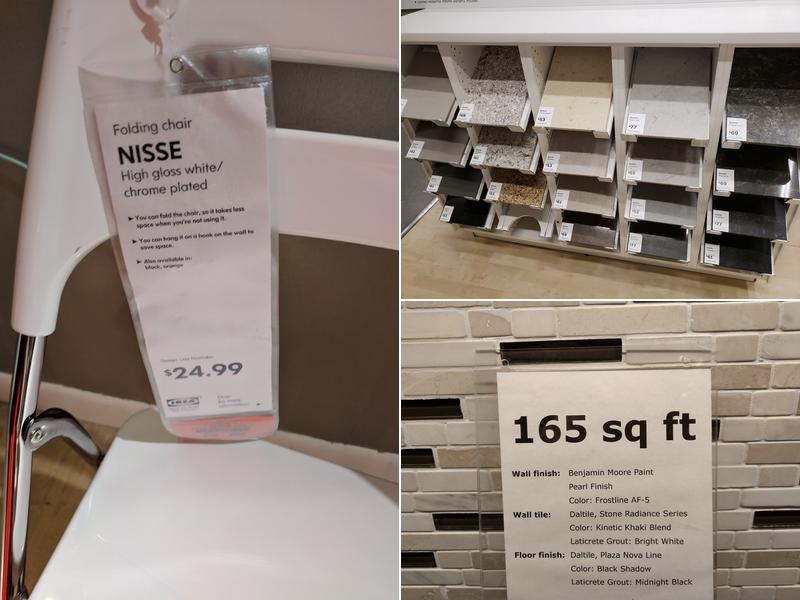 Folding chair
NISSE
High gloss white/
chrome plated
➤ You can fold the chair, so it takes less
space when you're not using it.
➤ You can hang it on a hook on the wall to
save space.
➤ Also available in:
black, orange
$24.99
IKEA
$77
$69
165 sq ft
Wall finish: Benjamin Moore Paint
Pearl Finish
Color: Frostline AF-5
Wall tile: Daltile, Stone Radiance Series
Color: Kinetic Khaki Blend
Laticrete Grout: Bright White
Floor finish: Daltile, Plaza Nova Line
Color: Black Shadow
Laticrete Grout: Midnight Black